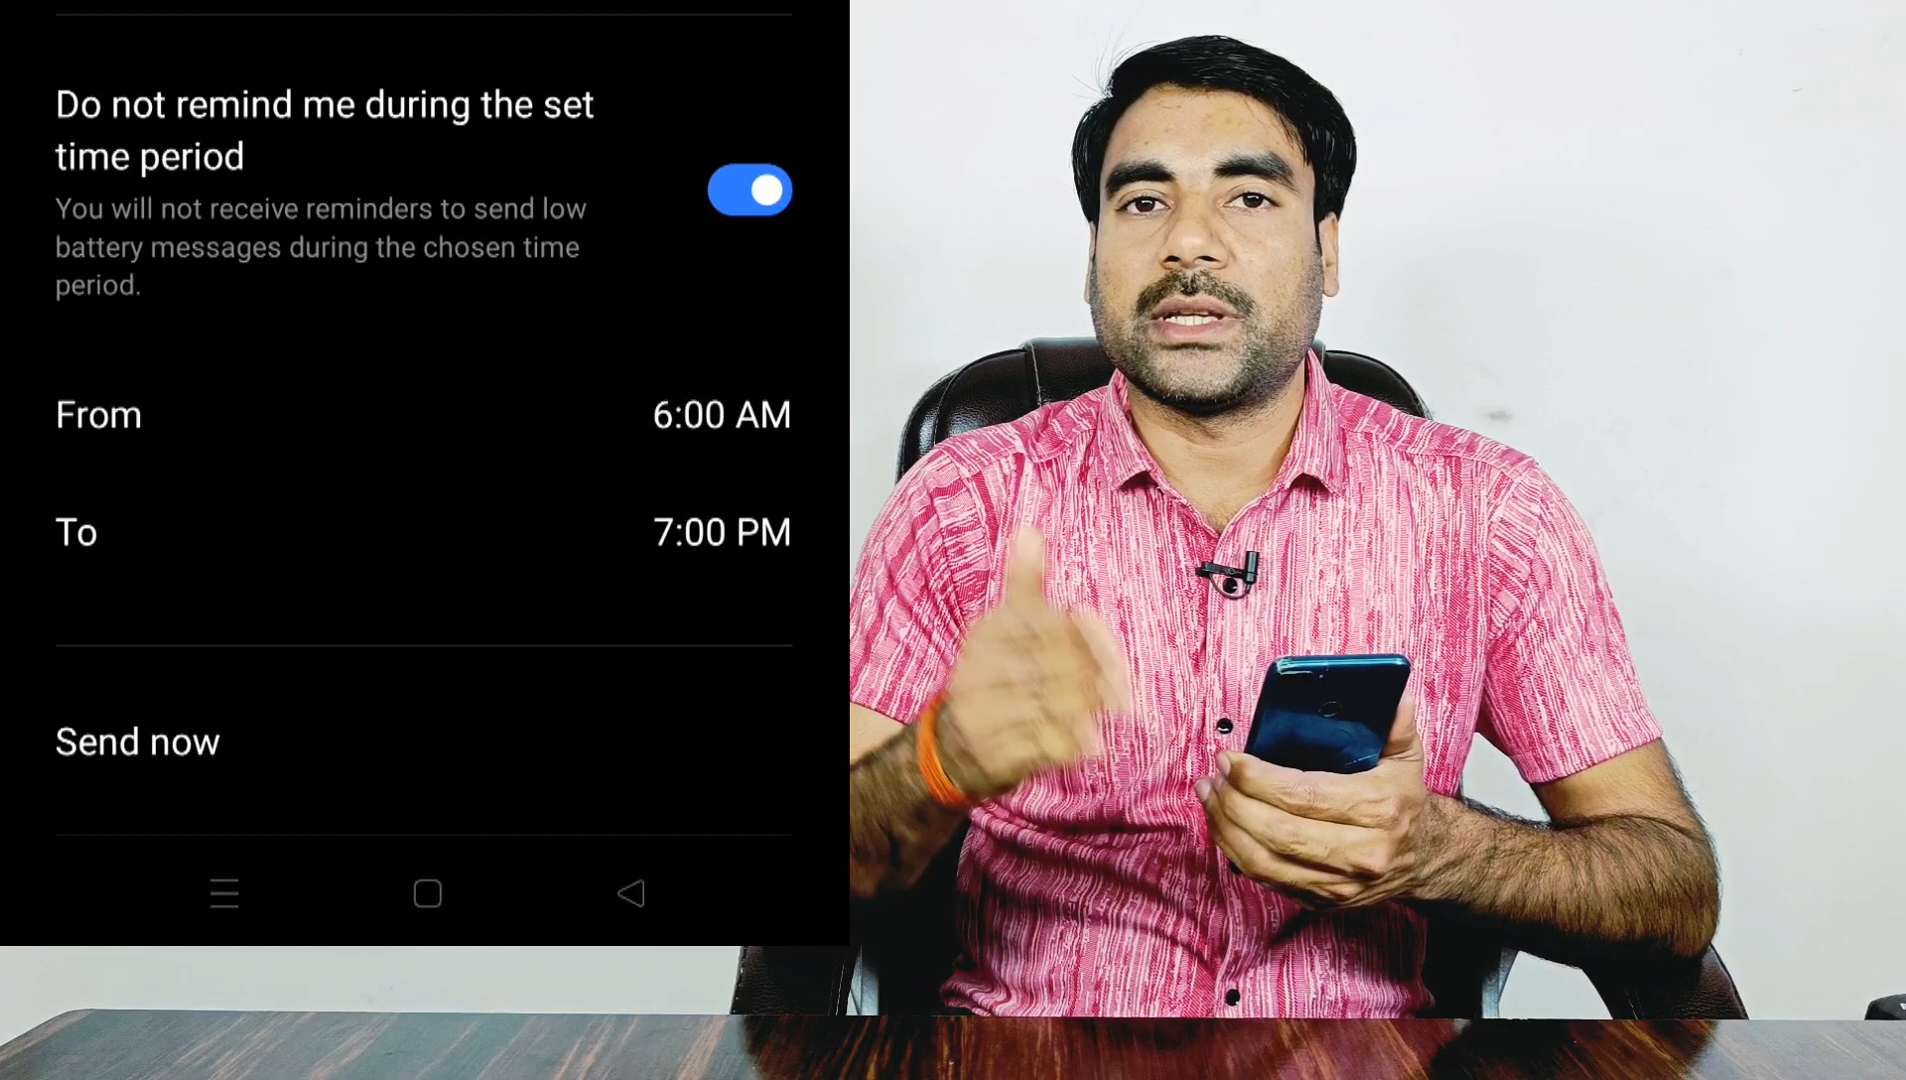 Do not remind me during the set
time period
You will not receive reminders to send low
battery messages during the chosen time
period.
From 6:00 AM
To 7:00 PM
Send now